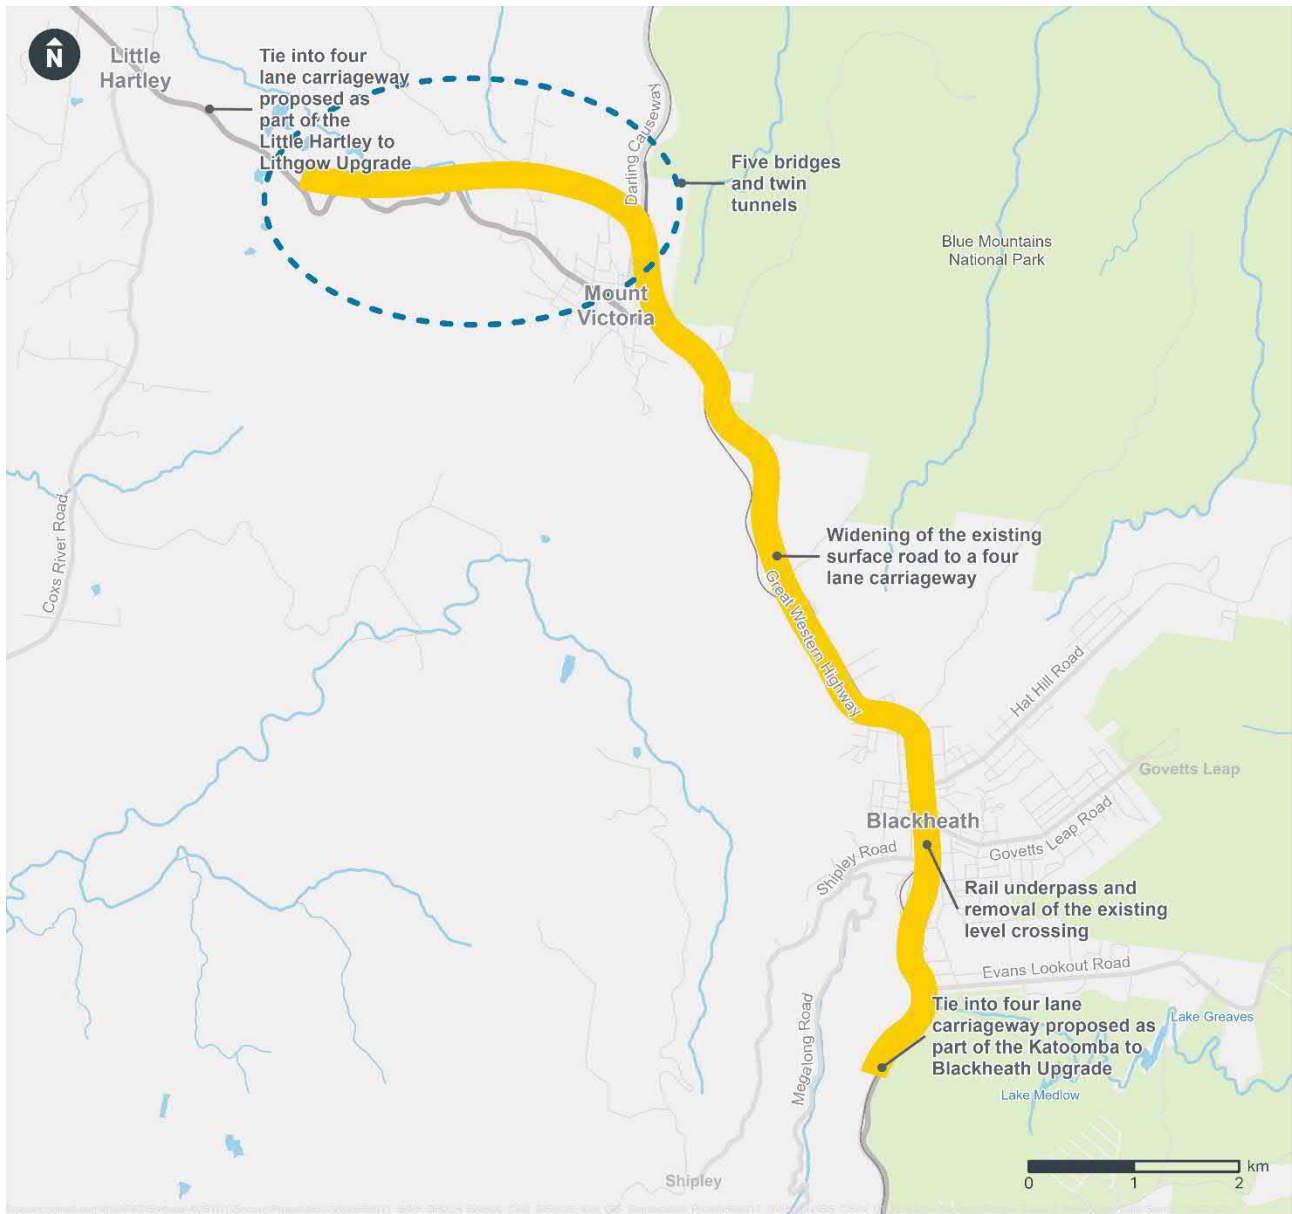 N
Little
Hartley
Tie into four
lane carriageway
proposed as
part of the
Little Hartley to
Lithgow Upgrade
Darling Causeway
Five bridges
and twin
tunnels
Blue Mountains
National Park
Mount
Victoria
Coxs River Road
Widening of the existing
surface road to a four
lane carriageway
Great Western Highway
Hat Hill Road
Govetts Leap
Blackheath
Govetts Leap Road
Shipley Road
Rail underpass and
removal of the existing
level crossing
Evans Lookout Road
Tie into four lane
carriageway proposed as
part of the Katoomba to
Blackheath Upgrade
Lake Greaves
Megalong Road
Lake Medlow
Shipley
km
0 1 2